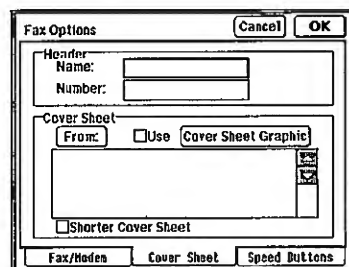 Fax Options Cancel OK
Header
Name:
Number:
Cover Sheet
From: Use Cover Sheet Graphic
Shorter Cover Sheet
Fax/Modem Cover Sheet Speed Buttons